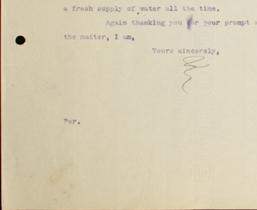 a fresh supply of water all the time.
Again thanking you for your prompt
the matter, I am,
Yours sincerely,
Per.